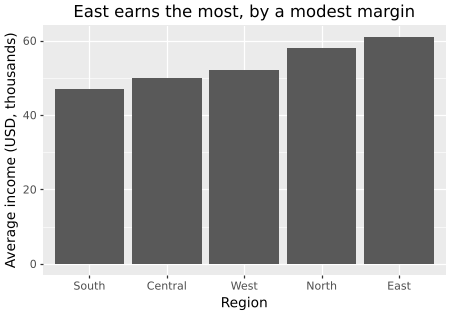 East earns the most, by a modest margin
Average income (USD, thousands)
60
40
20
0
South Central West North East
Region